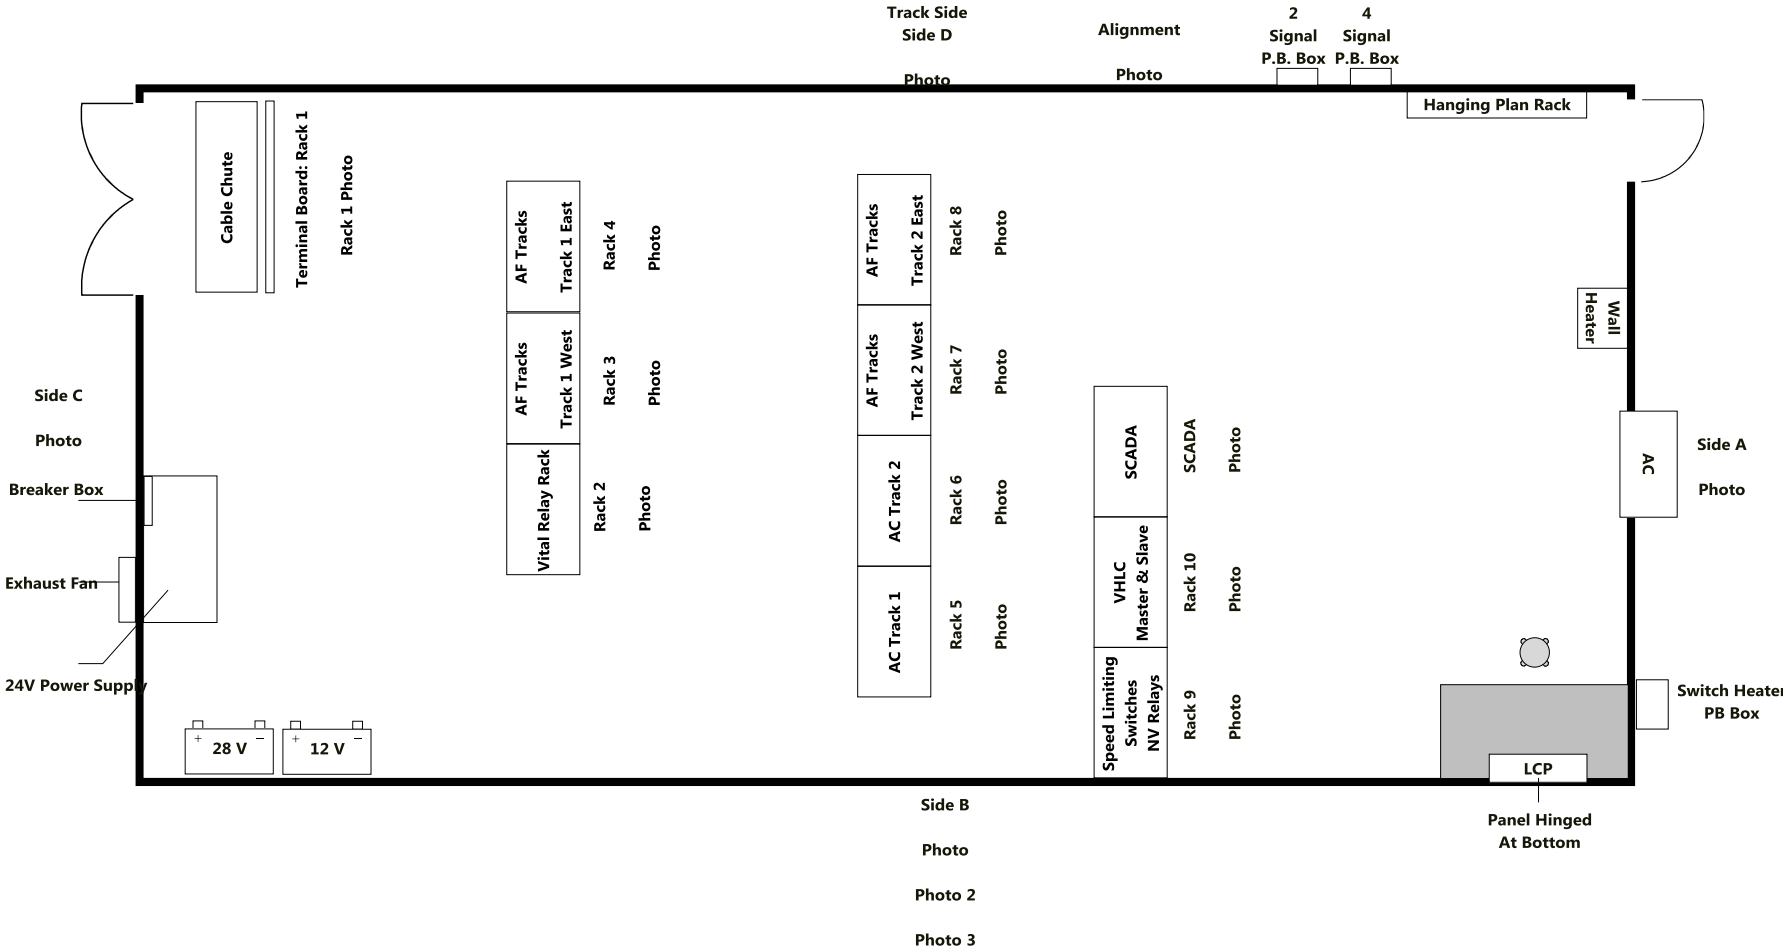 Track Side
Side D
Photo
Alignment
Photo
2
Signal
P.B. Box
4
Signal
P.B. Box
Hanging Plan Rack
Cable Chute
Terminal Board: Rack 1
Rack 1 Photo
AF Tracks
Track 1 East
Rack 4
Photo
AF Tracks
Track 1 West
Rack 3
Photo
Vital Relay Rack
Rack 2
Photo
AF Tracks
Track 2 East
Rack 8
Photo
AF Tracks
Track 2 West
Rack 7
Photo
AC Track 2
Rack 6
Photo
AC Track 1
Rack 5
Photo
SCADA
SCADA
Photo
VHLC
Master & Slave
Rack 10
Photo
Speed Limiting
Switches
NV Relays
Rack 9
Photo
Wall
Heater
AC
Side A
Photo
Side C
Photo
Breaker Box
Exhaust Fan
24V Power Supply
+ 28 V −
+ 12 V −
Switch Heater
PB Box
LCP
Panel Hinged
At Bottom
Side B
Photo
Photo 2
Photo 3